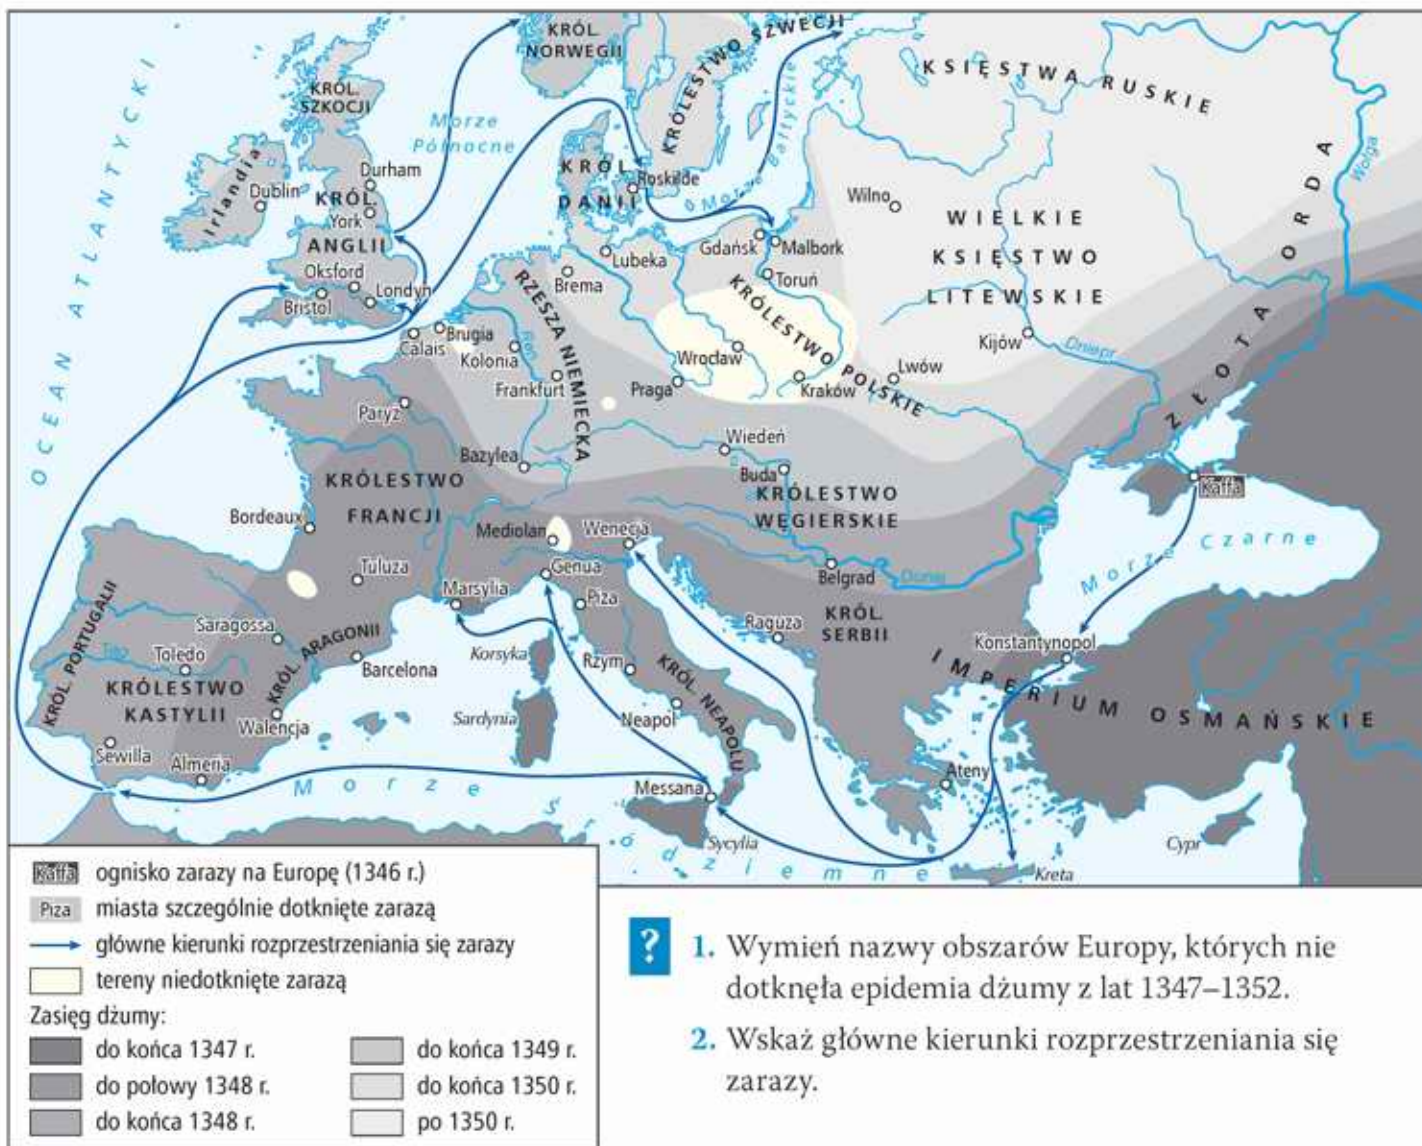 OCEAN ATLANTYCKI
KRÓL.
NORWEGII
KRÓLESTWO SZWECJI
KSIĘSTWA RUSKIE
KRÓL.
SZKOCJI
Morze
Północne
Morze Bałtyckie
Wołga
Irlandia
Dublin
Durham
KRÓL.
York
ANGLII
Oksford
Londyn
Bristol
KRÓL.
DANII
Roskilde
Wilno
WIELKIE
KSIĘSTWO
LITEWSKIE
ZŁOTA ORDA
Gdańsk
Malbork
Lubeka
Toruń
Brema
RZESZA NIEMIECKA
KRÓLESTWO POLSKIE
Calais
Brugia
Kolonia
Ren
Frankfurt
Wrocław
Praga
Kraków
Lwów
Kijów
Dniepr
Paryż
Bazylea
Wiedeń
Buda
KRÓLESTWO
WĘGIERSKIE
KRÓLESTWO
FRANCJI
Bordeaux
Mediolan
Wenecja
Kaffa
Morze Czarne
Tuluza
Marsylia
Genua
Piza
Belgrad
Dunaj
KRÓL.
SERBII
Raguza
Konstantynopol
KRÓL. PORTUGALII
Saragossa
Tag
Toledo
KRÓL. ARAGONII
Barcelona
KRÓLESTWO
KASTYLII
Walencja
Sewilla
Almeria
Korsyka
Sardynia
Rzym
Neapol
KRÓL. NEAPOLU
IMPERIUM OSMAŃSKIE
Ateny
Messana
Sycylia
Morze Śródziemne
Kreta
Cypr
Kaffa ognisko zarazy na Europę (1346 r.)
Piza miasta szczególnie dotknięte zarazą
główne kierunki rozprzestrzeniania się zarazy
tereny niedotknięte zarazą
Zasięg dżumy:
do końca 1347 r.
do połowy 1348 r.
do końca 1348 r.
do końca 1349 r.
do końca 1350 r.
po 1350 r.
?
1. Wymień nazwy obszarów Europy, których nie
dotknęła epidemia dżumy z lat 1347–1352.
2. Wskaż główne kierunki rozprzestrzeniania się
zarazy.